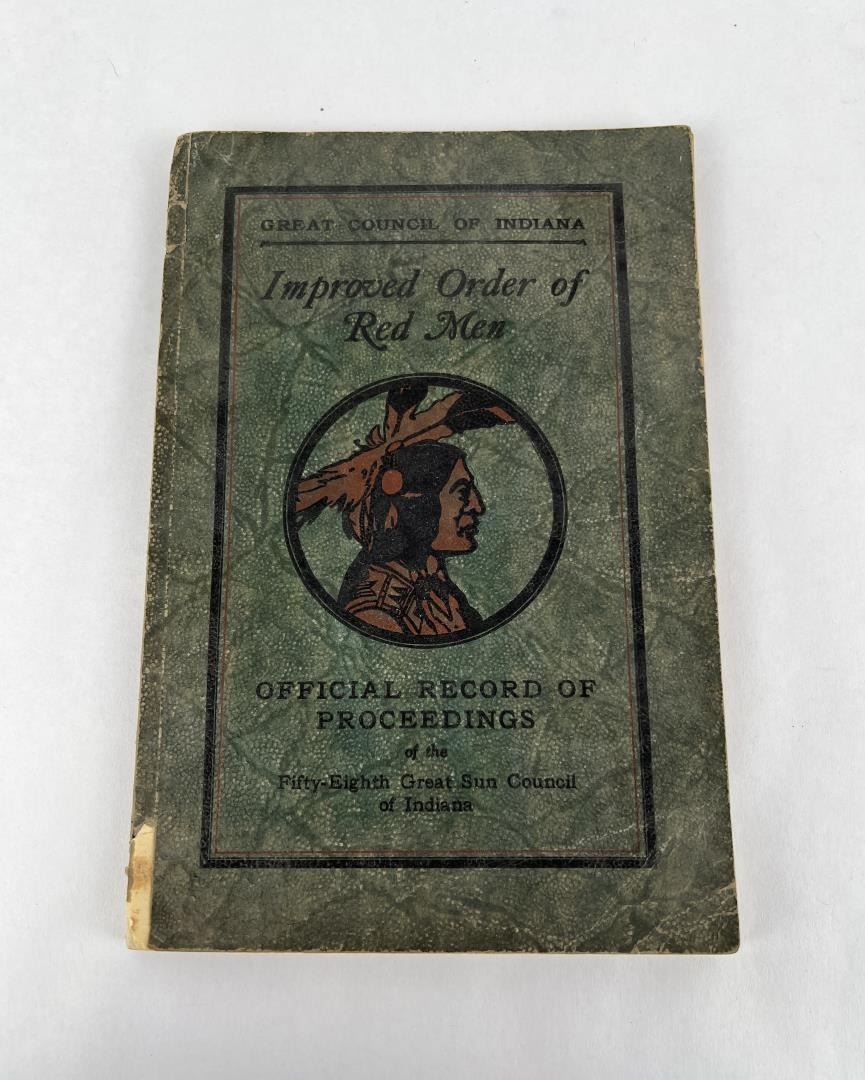 GREAT COUNCIL OF INDIANA
Improved Order of
Red Men
OFFICIAL RECORD OF
PROCEEDINGS
of the
Fifty-Eighth Great Sun Council
of Indiana